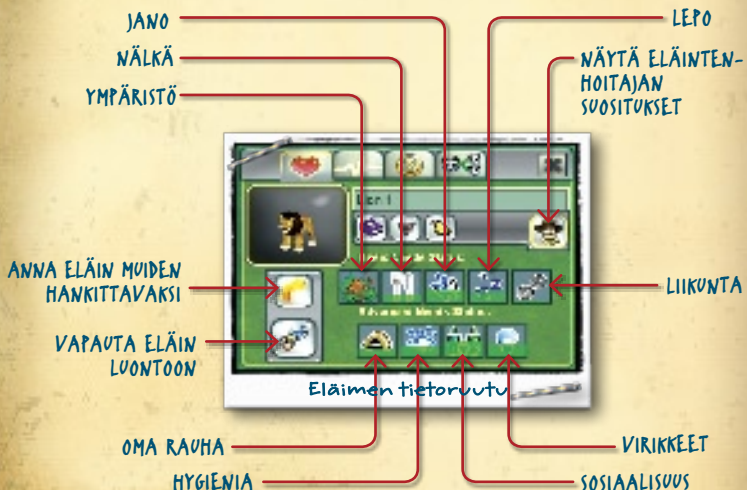 JANO
LEPO
NÄLKÄ
NÄYTÄ ELÄINTEN-
HOITAJAN
SUOSITUKSET
YMPÄRISTÖ
ANNA ELÄIN MUIDEN
HANKITTAVAKSI
LIIKUNTA
VAPAUTA ELÄIN
LUONTOON
Eläimen tietoruutu
OMA RAUHA
VIRIKKEET
HYGIENIA
SOSIAALISUUS